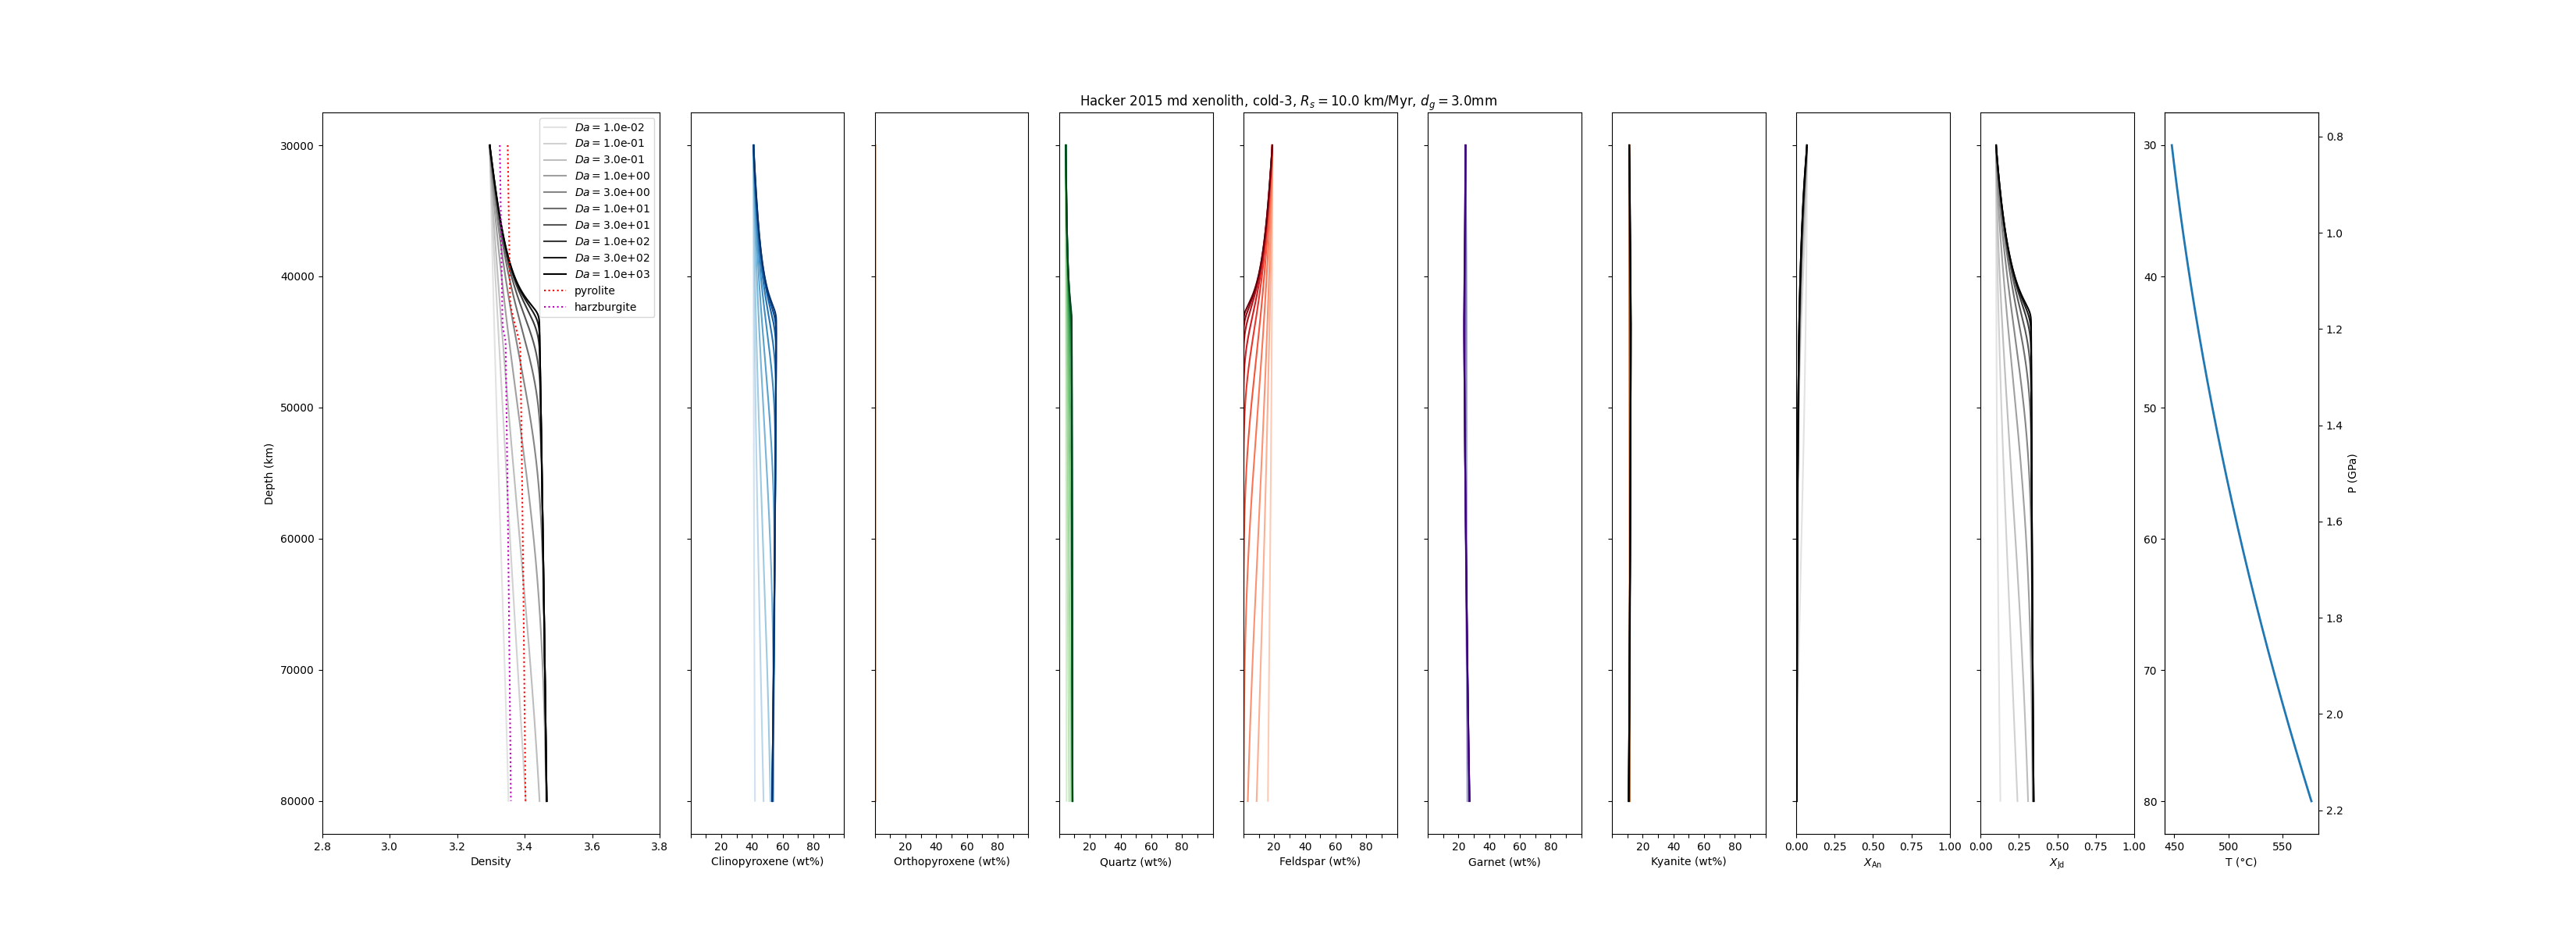 Hacker 2015 md xenolith, cold-3, Rs = 10.0 km/Myr, dg = 3.0mm
Da = 1.0e-02
Da = 1.0e-01
Da = 3.0e-01
Da = 1.0e+00
Da = 3.0e+00
Da = 1.0e+01
Da = 3.0e+01
Da = 1.0e+02
Da = 3.0e+02
Da = 1.0e+03
pyrolite
harzburgite
Depth (km)
30000
40000
50000
60000
70000
80000
2.8 3.0 3.2 3.4 3.6 3.8
Density
20 40 60 80
Clinopyroxene (wt%)
20 40 60 80
Orthopyroxene (wt%)
20 40 60 80
Quartz (wt%)
20 40 60 80
Feldspar (wt%)
20 40 60 80
Garnet (wt%)
20 40 60 80
Kyanite (wt%)
0.00 0.25 0.50 0.75 1.00
XAn
0.00 0.25 0.50 0.75 1.00
XJd
30
40
50
60
70
80
450 500 550
T (°C)
0.8
1.0
1.2
1.4
1.6
1.8
2.0
2.2
P (GPa)